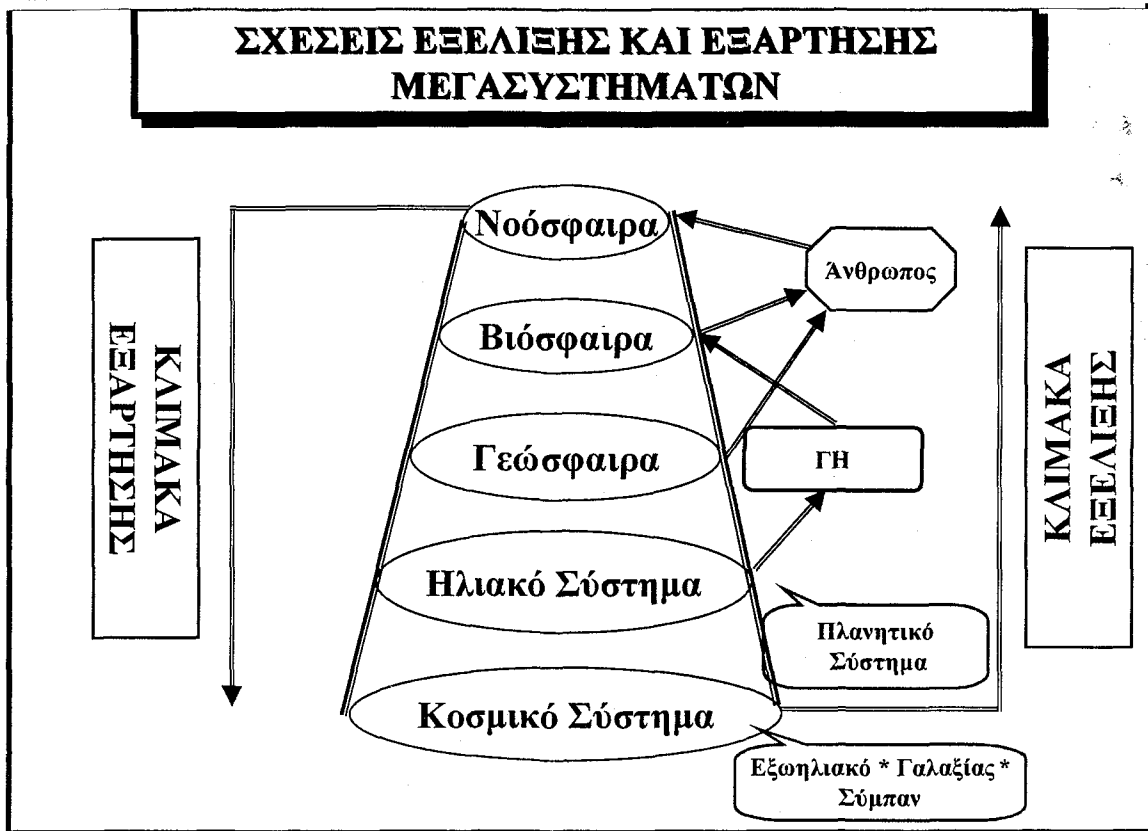 ΣΧΕΣΕΙΣ ΕΞΕΛΙΞΗΣ ΚΑΙ ΕΞΑΡΤΗΣΗΣ
ΜΕΓΑΣΥΣΤΗΜΑΤΩΝ
ΚΛΙΜΑΚΑ
ΕΞΑΡΤΗΣΗΣ
Νοόσφαιρα
Άνθρωπος
Βιόσφαιρα
Γεώσφαιρα
ΓΗ
Ηλιακό Σύστημα
Πλανητικό
Σύστημα
Κοσμικό Σύστημα
Εξωηλιακό * Γαλαξίας *
Σύμπαν
ΚΛΙΜΑΚΑ
ΕΞΕΛΙΞΗΣ